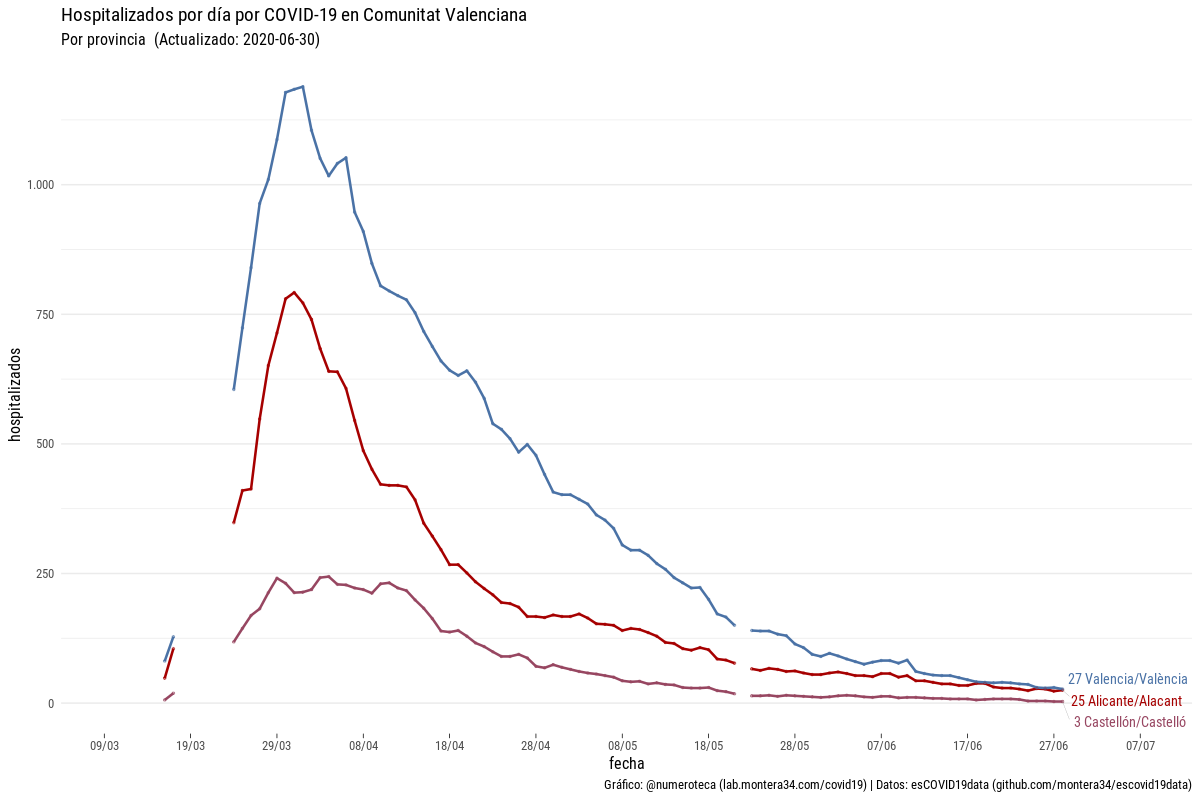 Hospitalizados por día por COVID-19 en Comunitat Valenciana
Por provincia (Actualizado: 2020-06-30)
hospitalizados
1.000
750
500
250
0
27 Valencia/València
25 Alicante/Alacant
3 Castellón/Castelló
09/03 19/03 29/03 08/04 18/04 28/04 08/05 18/05 28/05 07/06 17/06 27/06 07/07
fecha
Gráfico: @numeroteca (lab.montera34.com/covid19) | Datos: esCOVID19data (github.com/montera34/escovid19data)